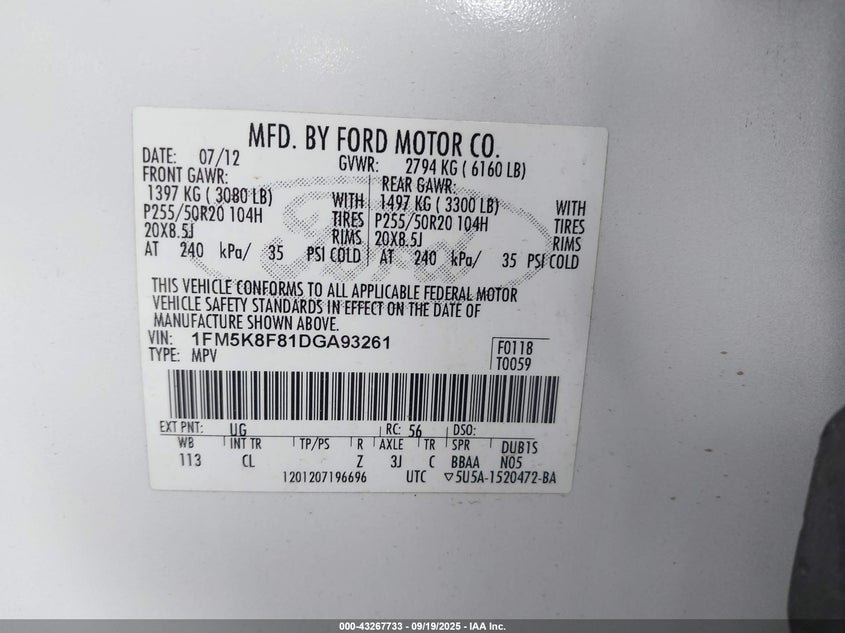 MFD. BY FORD MOTOR CO.
DATE: 07/12 GVWR: 2794 KG ( 6160 LB)
FRONT GAWR: REAR GAWR:
1397 KG ( 3080 LB) WITH 1497 KG ( 3300 LB) WITH
P255/50R20 104H TIRES P255/50R20 104H TIRES
20X8.5J RIMS 20X8.5J RIMS
AT 240 kPa/ 35 PSI COLD AT 240 kPa/ 35 PSI COLD
THIS VEHICLE CONFORMS TO ALL APPLICABLE FEDERAL MOTOR
VEHICLE SAFETY STANDARDS IN EFFECT ON THE DATE OF
MANUFACTURE SHOWN ABOVE.
VIN: 1FM5K8F81DGA93261 F0118
TYPE: MPV T0059
EXT PNT: UG RC: 56 DSO:
WB INT TR TP/PS R AXLE TR SPR DUB1S
113 CL Z 3J C BBAA N05
1201207196696 UTC ▽5U5A-1520472-BA
Ford
000-43267733 - 09/19/2025 - IAA Inc.